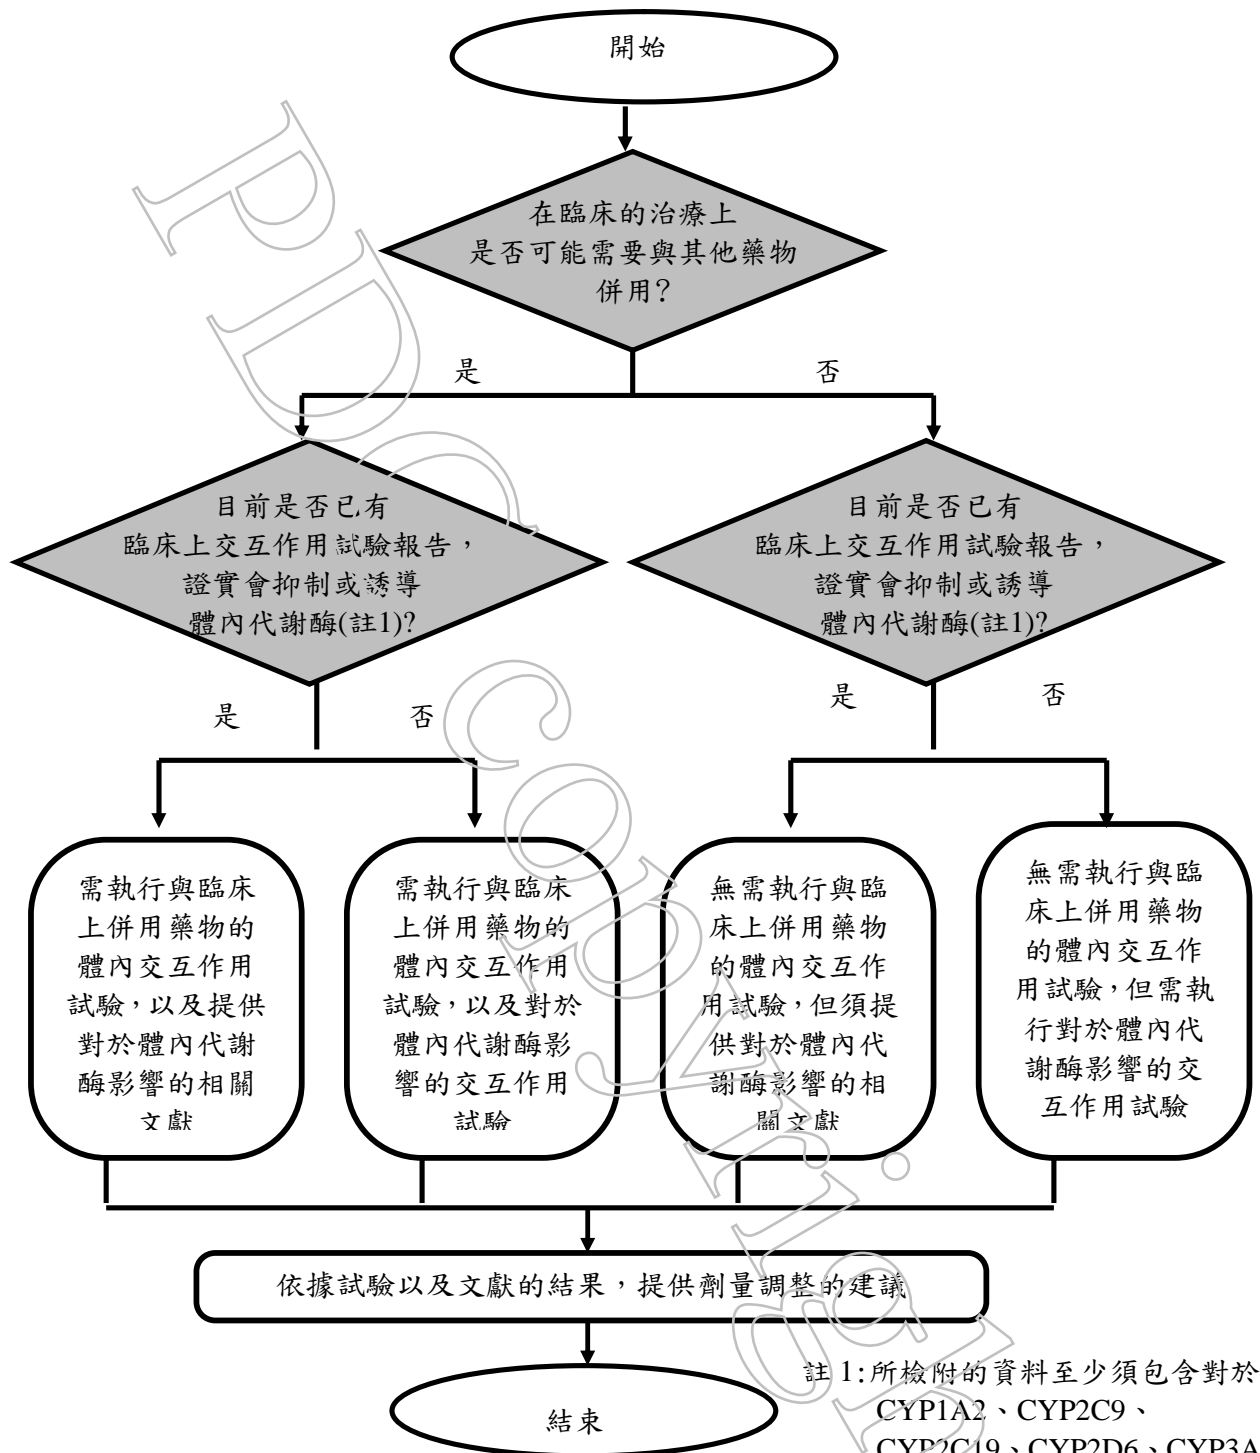 開始
在臨床的治療上
是否可能需要與其他藥物
併用?
是
否
目前是否已有
臨床上交互作用試驗報告，
證實會抑制或誘導
體內代謝酶(註1)?
目前是否已有
臨床上交互作用試驗報告，
證實會抑制或誘導
體內代謝酶(註1)?
是
否
是
否
需執行與臨床
上併用藥物的
體內交互作用
試驗，以及提供
對於體內代謝
酶影響的相關
文獻
需執行與臨床
上併用藥物的
體內交互作用
試驗，以及對於
體內代謝酶影
響的交互作用
試驗
無需執行與臨
床上併用藥物
的體內交互作
用試驗，但須提
供對於體內代
謝酶影響的相
關文獻
無需執行與臨
床上併用藥物
的體內交互作
用試驗，但需執
行對於體內代
謝酶影響的交
互作用試驗
依據試驗以及文獻的結果，提供劑量調整的建議
結束
註 1:所檢附的資料至少須包含對於
CYP1A2、CYP2C9、
CYP2C19、CYP2D6、CYP3A
PDC copyrigh